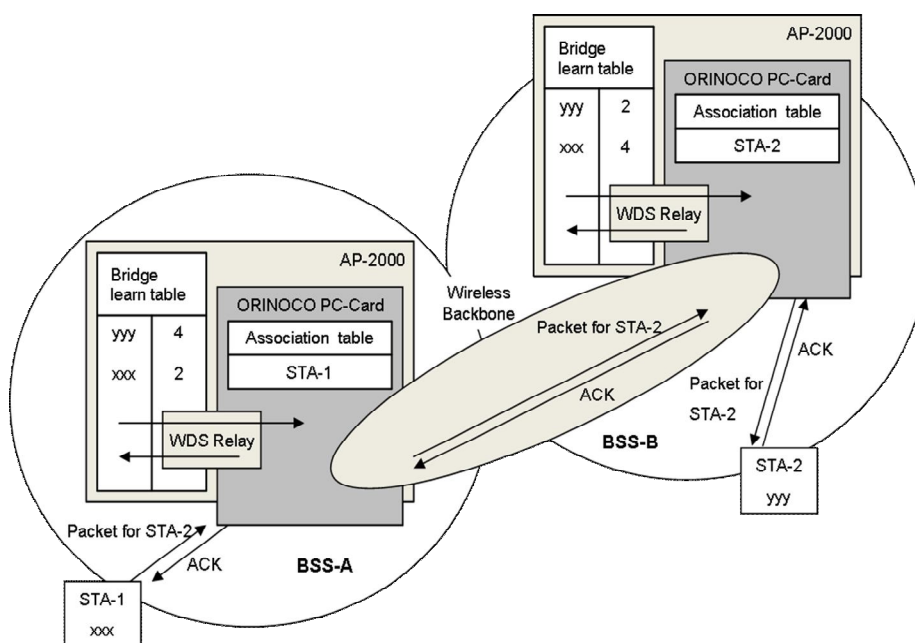 AP-2000
Bridge
learn table
yyy 2
xxx 4
ORINOCO PC-Card
Association table
STA-2
WDS Relay
AP-2000
Bridge
learn table
yyy 4
xxx 2
ORINOCO PC-Card
Association table
STA-1
WDS Relay
Wireless
Backbone
Packet for STA-2
ACK
ACK
Packet for
STA-2
BSS-B
STA-2
yyy
Packet for STA-2
ACK
BSS-A
STA-1
xxx